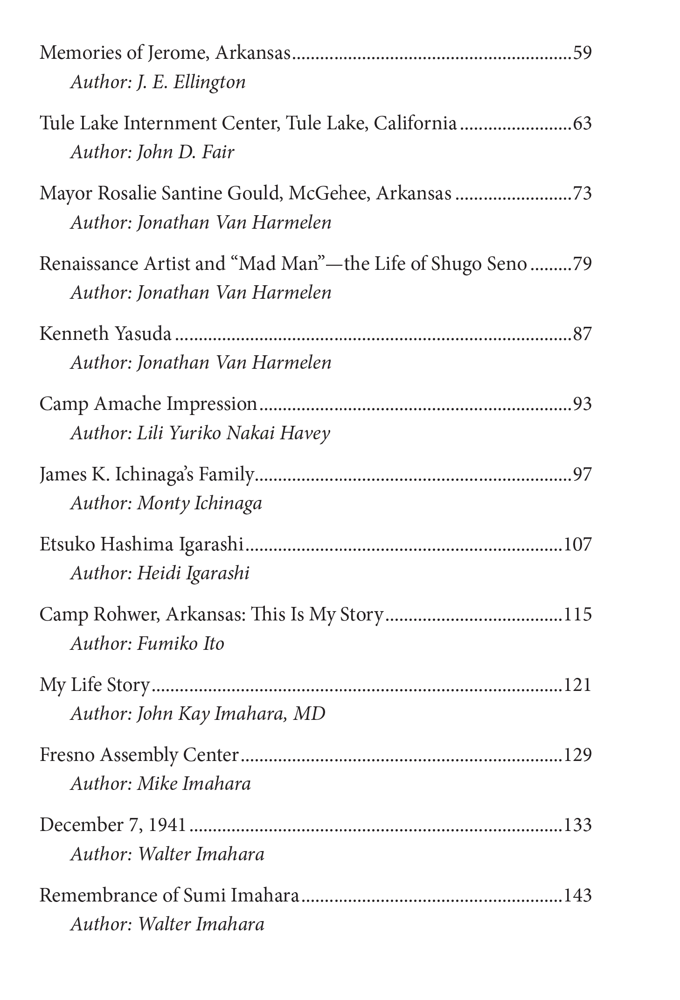 Memories of Jerome, Arkansas............................................................59
Author: J. E. Ellington
Tule Lake Internment Center, Tule Lake, California........................63
Author: John D. Fair
Mayor Rosalie Santine Gould, McGehee, Arkansas.........................73
Author: Jonathan Van Harmelen
Renaissance Artist and “Mad Man”—the Life of Shugo Seno.........79
Author: Jonathan Van Harmelen
Kenneth Yasuda.....................................................................................87
Author: Jonathan Van Harmelen
Camp Amache Impression...................................................................93
Author: Lili Yuriko Nakai Havey
James K. Ichinaga’s Family....................................................................97
Author: Monty Ichinaga
Etsuko Hashima Igarashi....................................................................107
Author: Heidi Igarashi
Camp Rohwer, Arkansas: This Is My Story......................................115
Author: Fumiko Ito
My Life Story........................................................................................121
Author: John Kay Imahara, MD
Fresno Assembly Center.....................................................................129
Author: Mike Imahara
December 7, 1941................................................................................133
Author: Walter Imahara
Remembrance of Sumi Imahara........................................................143
Author: Walter Imahara